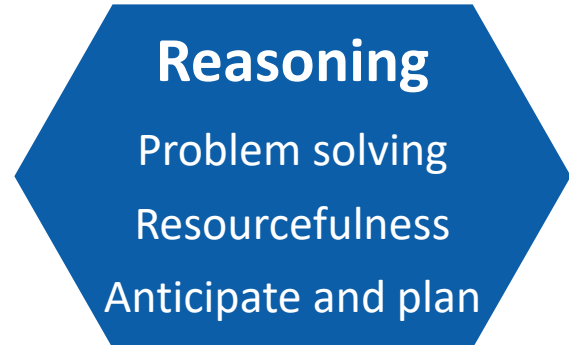 Reasoning
Problem solving
Resourcefulness
Anticipate and plan